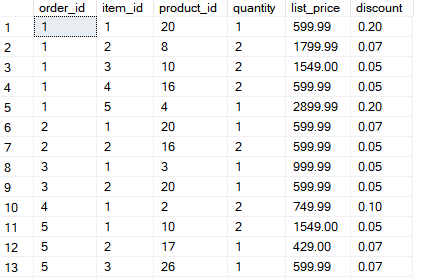 order_id item_id product_id quantity list_price discount
1 1 1 20 1 599.99 0.20
2 1 2 8 2 1799.99 0.07
3 1 3 10 2 1549.00 0.05
4 1 4 16 2 599.99 0.05
5 1 5 4 1 2899.99 0.20
6 2 1 20 1 599.99 0.07
7 2 2 16 2 599.99 0.05
8 3 1 3 1 999.99 0.05
9 3 2 20 1 599.99 0.05
10 4 1 2 2 749.99 0.10
11 5 1 10 2 1549.00 0.05
12 5 2 17 1 429.00 0.07
13 5 3 26 1 599.99 0.07